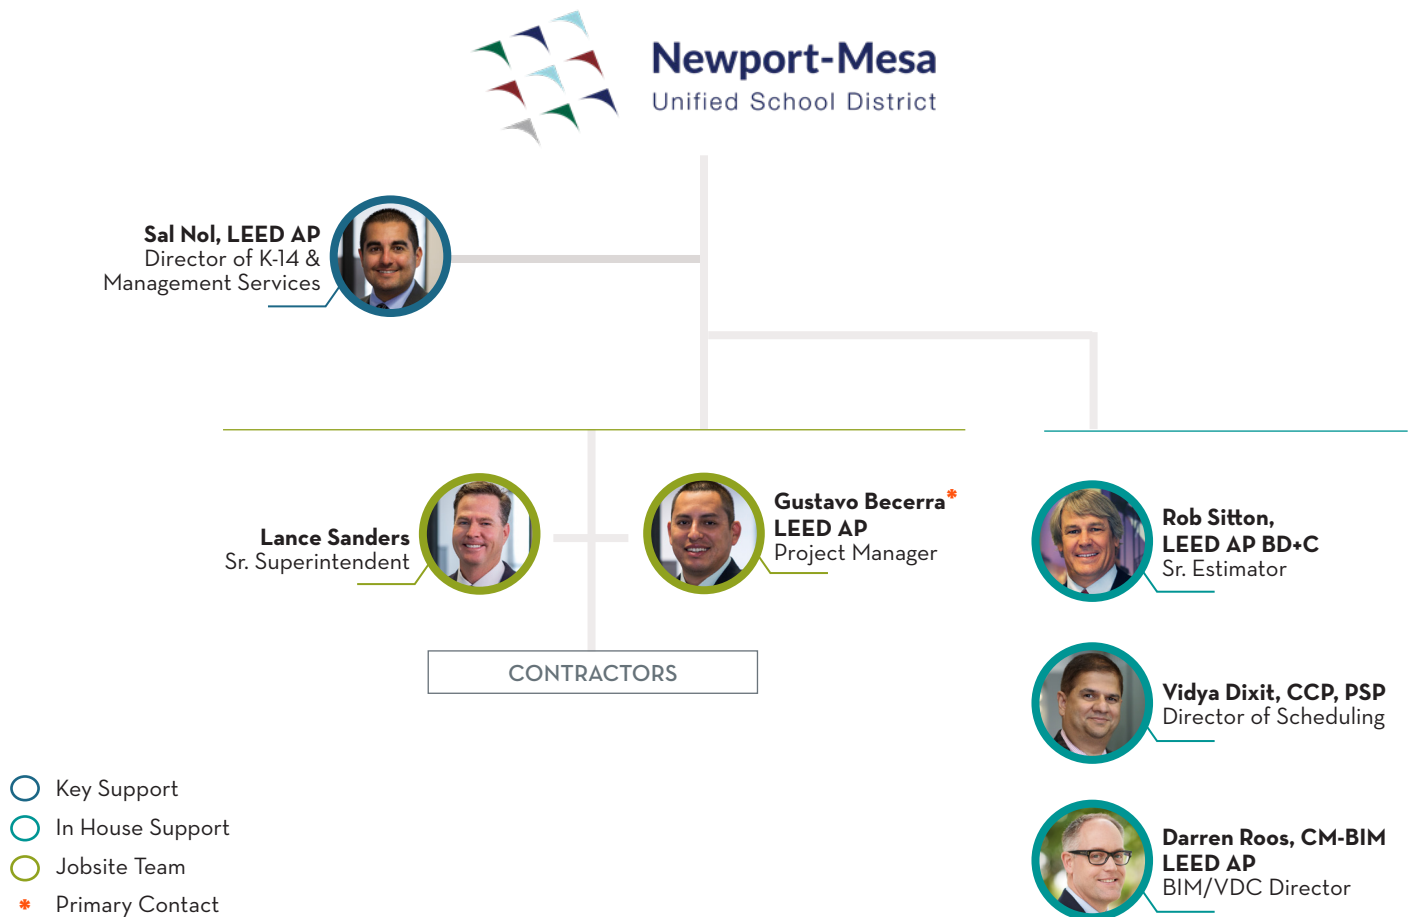 Newport-Mesa
Unified School District
Sal Nol, LEED AP
Director of K-14 &
Management Services
Lance Sanders
Sr. Superintendent
Gustavo Becerra*
LEED AP
Project Manager
CONTRACTORS
Rob Sitton,
LEED AP BD+C
Sr. Estimator
Vidya Dixit, CCP, PSP
Director of Scheduling
Darren Roos, CM-BIM
LEED AP
BIM/VDC Director
Key Support
In House Support
Jobsite Team
* Primary Contact